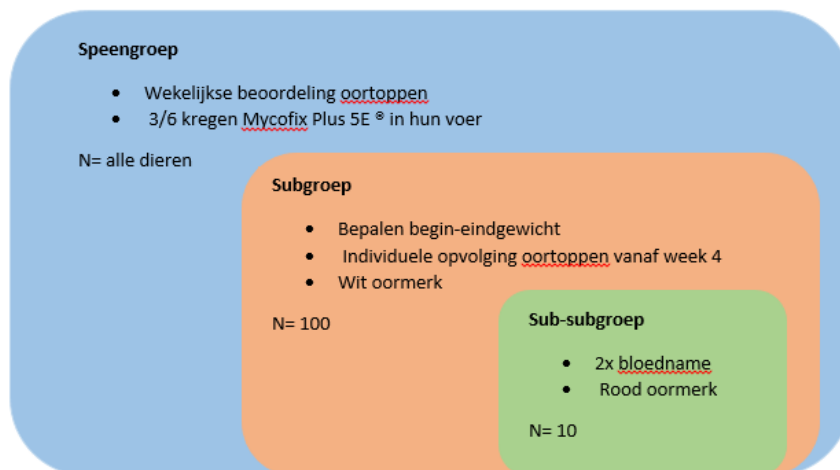 Speengroep
• Wekelijkse beoordeling oortoppen
• 3/6 kregen Mycofix Plus 5E ® in hun voer
N= alle dieren
Subgroep
• Bepalen begin-eindgewicht
• Individuele opvolging oortoppen vanaf week 4
• Wit oormerk
N= 100
Sub-subgroep
• 2x bloedname
• Rood oormerk
N= 10